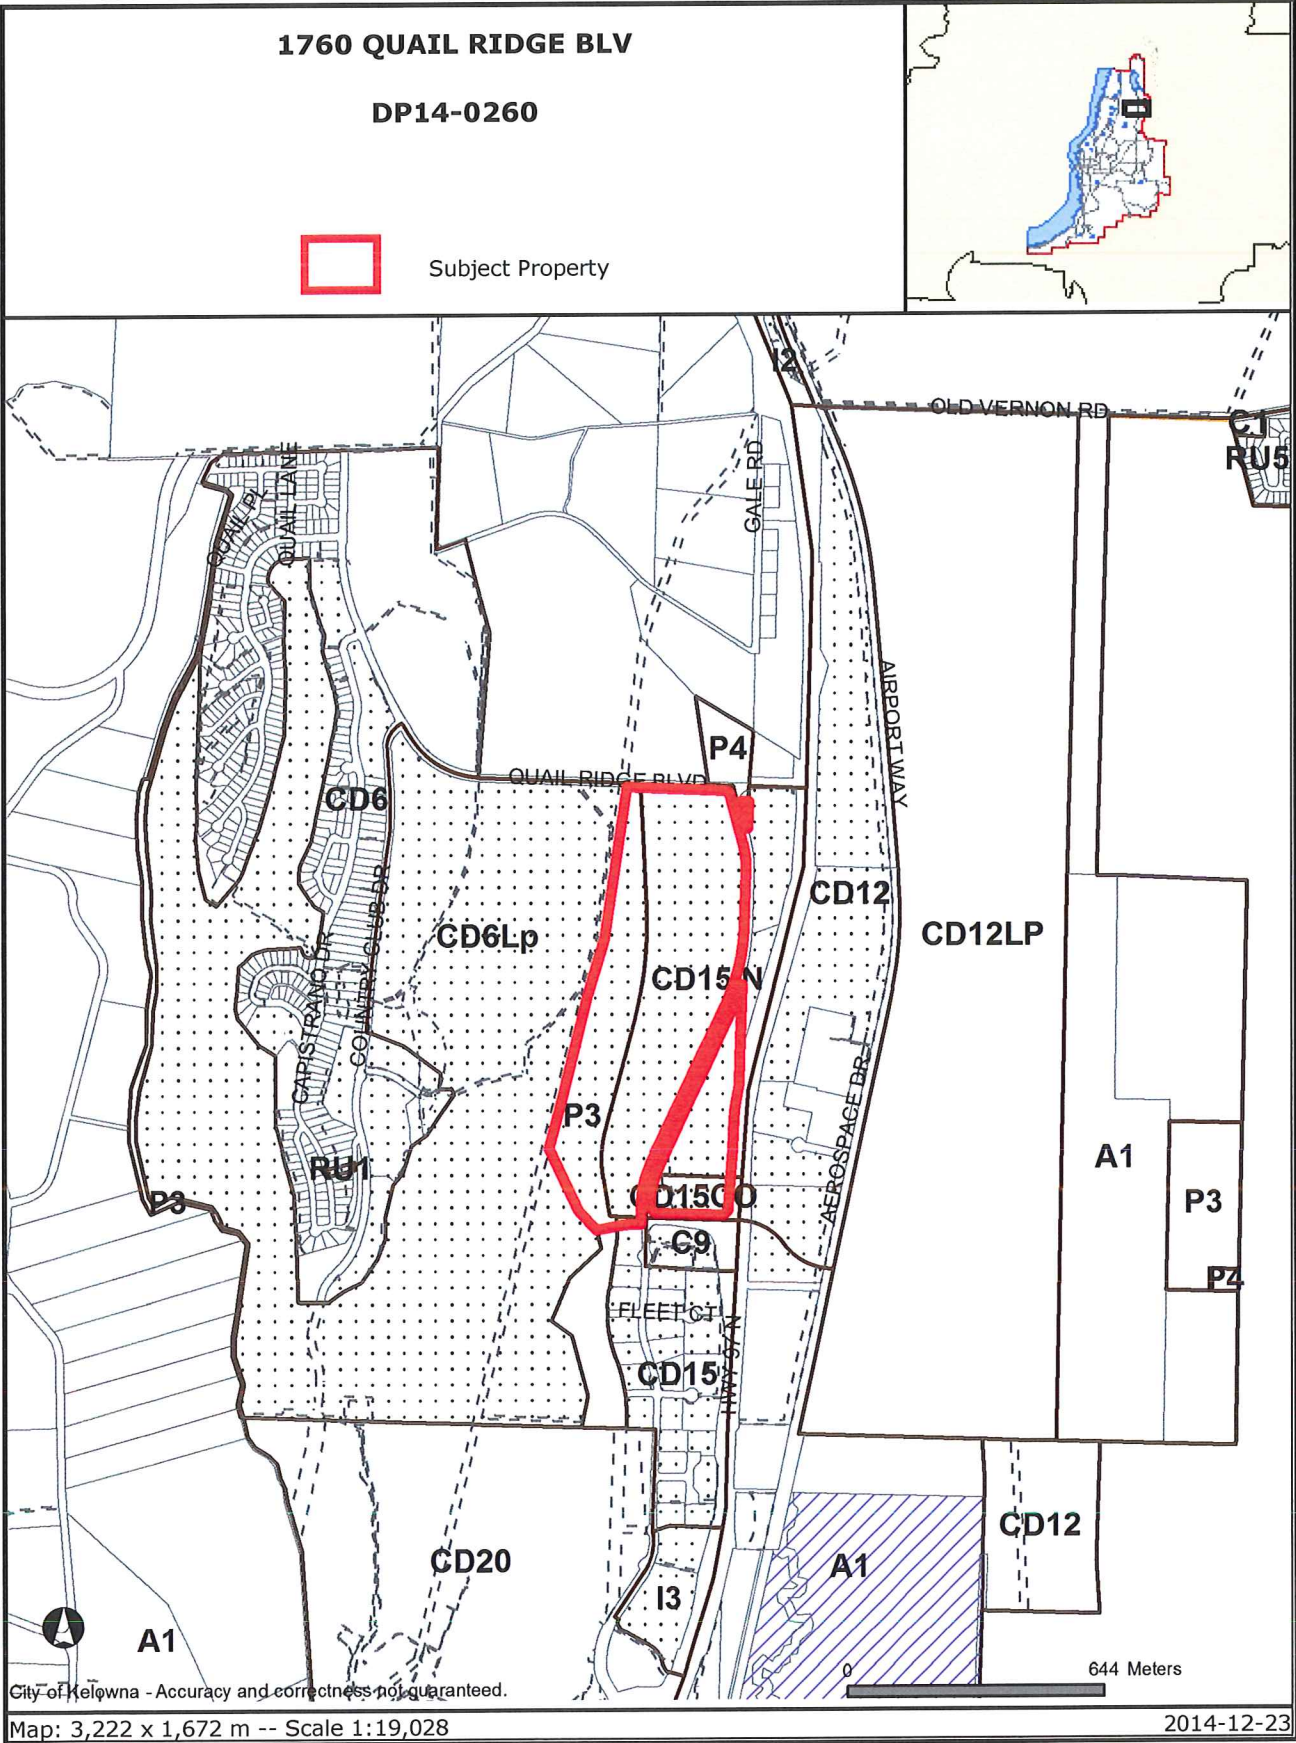 1760 QUAIL RIDGE BLV
DP14-0260
Subject Property
I2
OLD VERNON RD
C1
RU5
QUAIL PL
QUAIL LANE
GALE RD
AIRPORT WAY
P4
QUAIL RIDGE BLVD
CD6
CD12
CD6Lp
CD12LP
CD15 N
CAPISTRANO DR
COUNTRY CLUB DR
AEROSPACE DR
P3
A1
RU1
P3
CD15CO
P3
C9
P4
FLEET CT
HWY 97 N
CD15
CD12
CD20
A1
I3
A1
0
644 Meters
City of Kelowna - Accuracy and correctness not guaranteed.
Map: 3,222 x 1,672 m -- Scale 1:19,028
2014-12-23